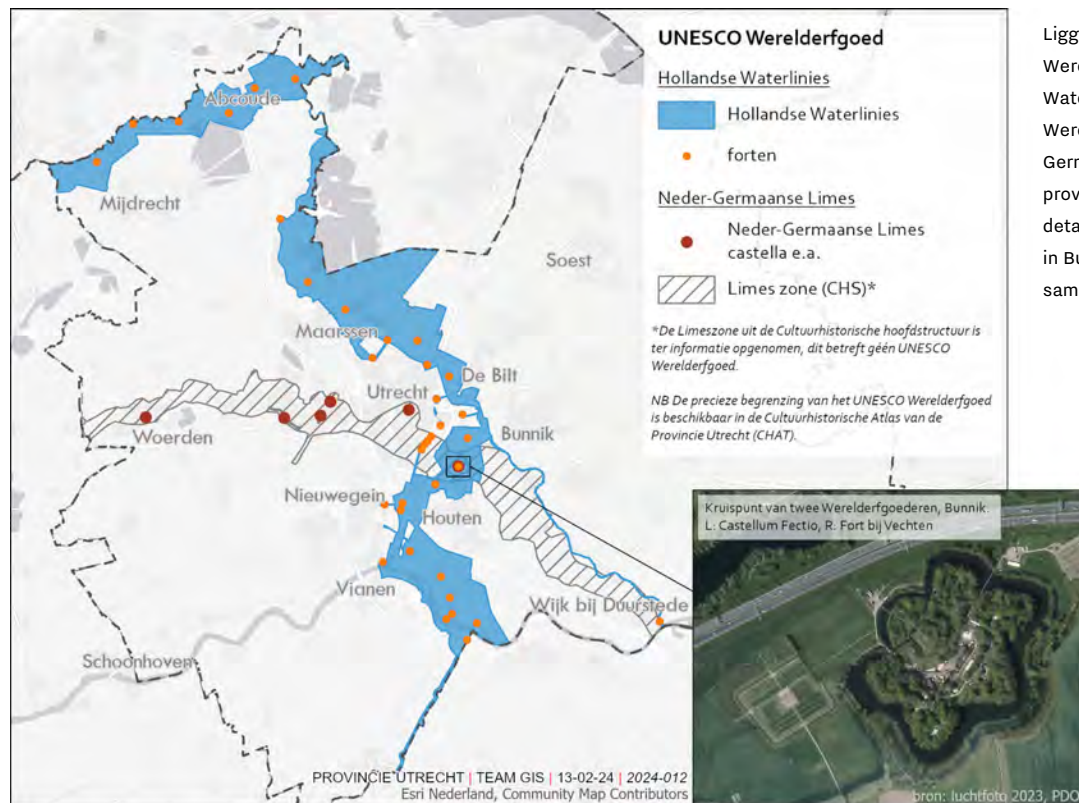 UNESCO Werelderfgoed
Hollandse Waterlinies
Hollandse Waterlinies
forten
Neder-Germaanse Limes
Neder-Germaanse Limes
castella e.a.
Limes zone (CHS)*
*De Limeszone uit de Cultuurhistorische hoofdstructuur is
ter informatie opgenomen, dit betreft géén UNESCO
Werelderfgoed.
NB De precieze begrenzing van het UNESCO Werelderfgoed
is beschikbaar in de Cultuurhistorische Atlas van de
Provincie Utrecht (CHAT).
Abcoude
Mijdrecht
Soest
Maarssen
De Bilt
Utrecht
Woerden
Bunnik
Nieuwegein
Houten
Vianen
Wijk bij Duurstede
Schoonhoven
Kruispunt van twee Werelderfgoederen, Bunnik.
L: Castellum Fectio, R. Fort bij Vechten
bron: luchtfoto 2023, PDO
PROVINCIE UTRECHT | TEAM GIS | 13-02-24 | 2024-012
Esri Nederland, Community Map Contributors
Ligg
Were
Wate
Were
Gerr
prov
deta
in Bu
sam